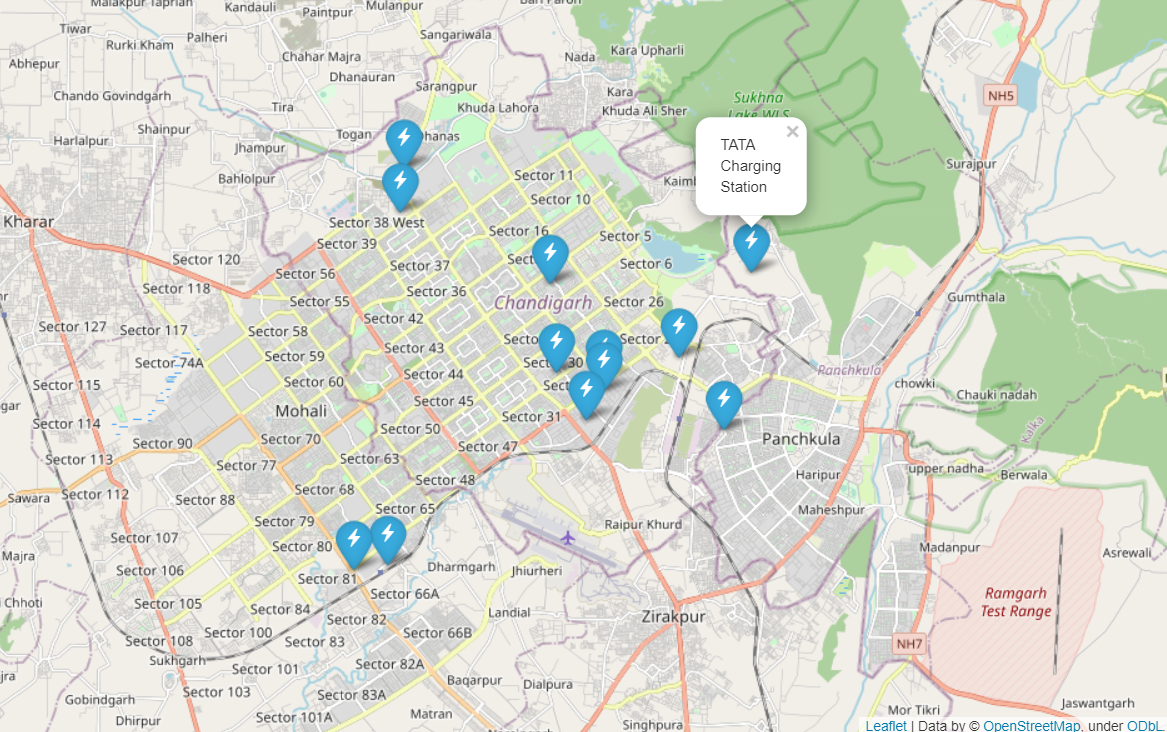 Malakpur Taprian
Kandauli
Paintpur
Mulanpur
Bari Paron
Tiwar
Palheri
Rurki Kham
Sangariwala
Kara Upharli
Chahar Majra
Nada
Abhepur
Dhanauran
Sarangpur
Kara
Chando Govindgarh
Tira
Khuda Lahora
Khuda Ali Sher
Sukhna
Lake WLS
NH5
Shainpur
Togan
Harlalpur
Jhampur
TATA
Charging
Station
×
Surajpur
Bahlolpur
Sector 11
Sector 10
Kharar
Sector 38 West
Sector 16
Sector 5
Sector 39
Sector 120
Sector 37
Sector 6
Sector 56
Sector 118
Sector 36
Sector 55
Chandigarh
Sector 26
Gumthala
Sector 127
Sector 117
Sector 58
Sector 42
Sector 59
Sector 43
Sector 74A
Ranchkula
Sector 60
Sector 44
chowki
Sector 115
Chauki nadah
Mohali
Sector 45
Sector 31
Sector 114
Kalka
Sector 50
Sector 90
Sector 70
Sector 47
Panchkula
Sector 113
Sector 77
Sector 63
upper nadha
Berwala
Sector 48
Haripur
Sector 112
Sawara
Sector 88
Sector 68
Sector 65
Maheshpur
Sector 79
Raipur Khurd
Sector 107
Sector 80
Madanpur
Asrewali
Majra
Sector 106
Sector 81
Dharmgarh
Jhiurheri
Sector 66A
Ramgarh
Test Range
Sector 105
Sector 84
Landial
Zirakpur
Sector 82
Sector 100
Sector 66B
Sector 108
Sector 83
NH7
Sukhgarh
Sector 101
Sector 82A
Baqarpur
Dialpura
Sector 103
Sector 83A
Gobindgarh
Jaswantgarh
Dhirpur
Sector 101A
Matran
Mor Tikri
Singhpura
Leaflet | Data by © OpenStreetMap, under ODbL.